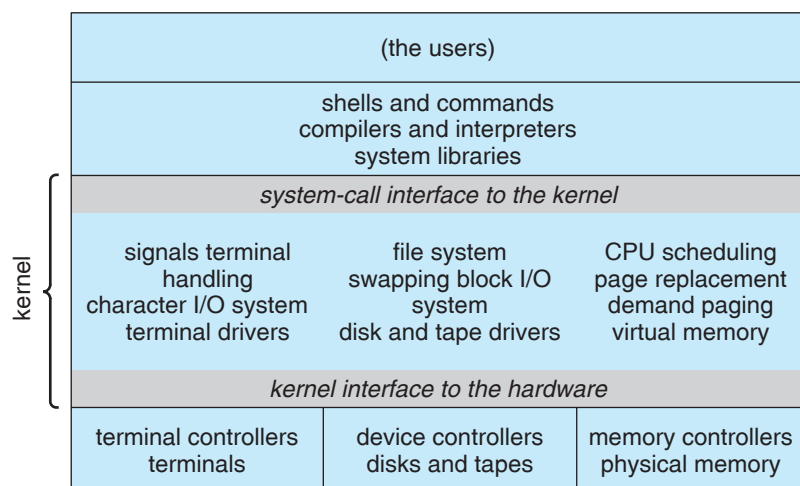 (the users)
shells and commands
compilers and interpreters
system libraries
system-call interface to the kernel
kernel
signals terminal
handling
character I/O system
terminal drivers
file system
swapping block I/O
system
disk and tape drivers
CPU scheduling
page replacement
demand paging
virtual memory
kernel interface to the hardware
terminal controllers
terminals
device controllers
disks and tapes
memory controllers
physical memory